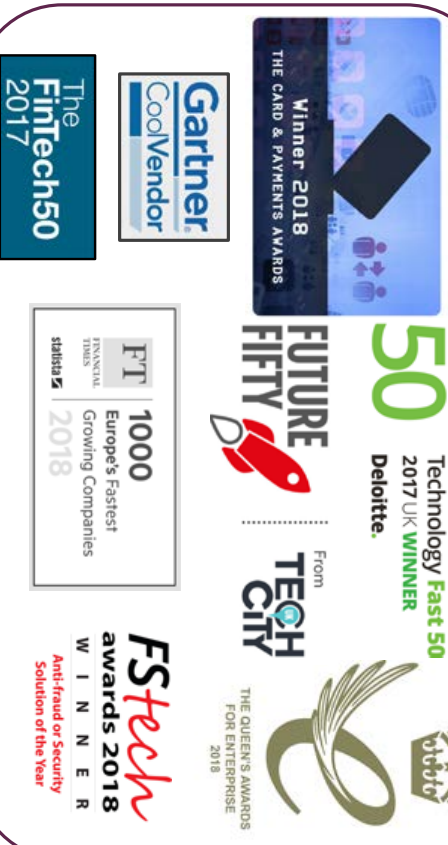 Winner 2018
THE CARD & PAYMENTS AWARDS
Gartner
CoolVendor
The
FinTech50
2017
50
Technology Fast 50
2017 UK WINNER
Deloitte.
FUTURE
FIFTY
From
TECH
CITY
UK
FT
FINANCIAL
TIMES
statista
1000
Europe's Fastest
Growing Companies
2018
THE QUEEN'S AWARDS
FOR ENTERPRISE
2018
FStech
awards 2018
WINNER
Anti-fraud or Security
Solution of the Year